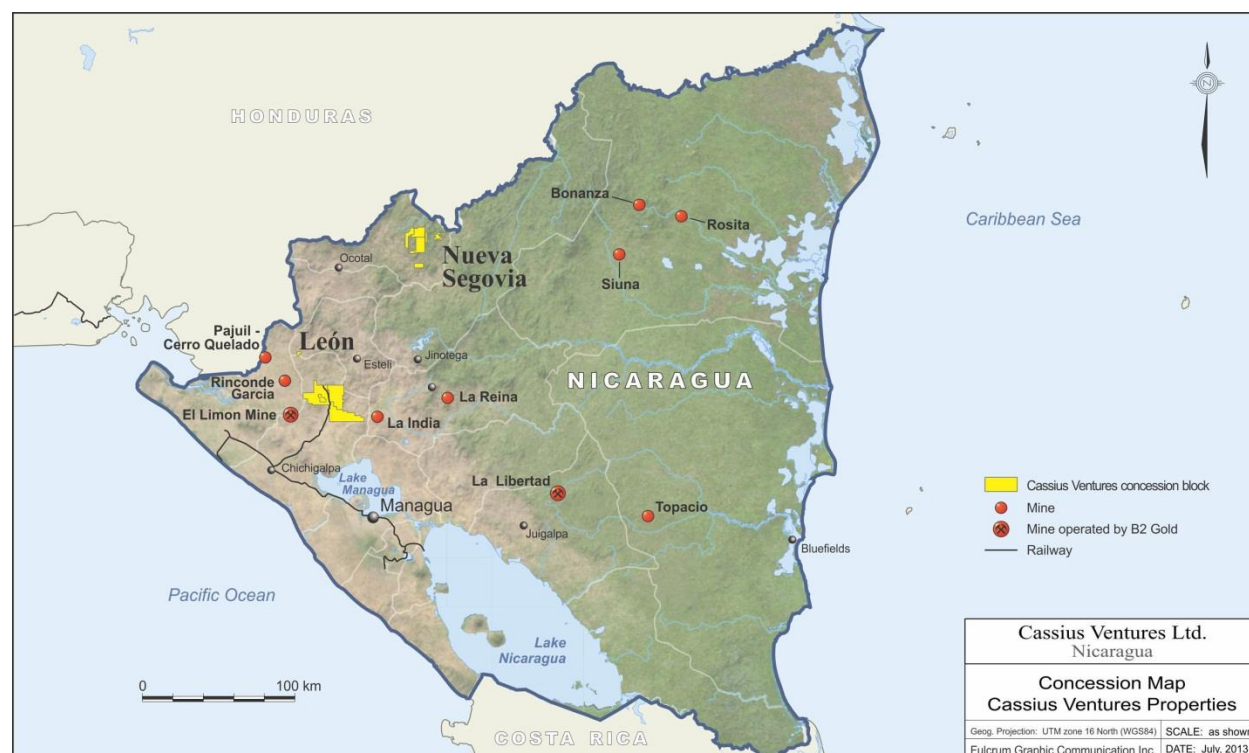 HONDURAS
Bonanza
Rosita
Caribbean Sea
Ocotal
Nueva
Segovia
Siuna
Pajuil -
Cerro Quelado
León
Esteli
Jinotega
NICARAGUA
Rinconde
Garcia
La Reina
El Limon Mine
La India
Chichigalpa
Lake
Managua
Managua
La Libertad
Topacio
Juigalpa
Bluefields
Cassius Ventures concession block
Mine
Mine operated by B2 Gold
Railway
Pacific Ocean
Lake
Nicaragua
0 100 km
COSTA RICA
Cassius Ventures Ltd.
Nicaragua
Concession Map
Cassius Ventures Properties
Geog. Projection: UTM zone 16 North (WGS84) SCALE: as shown
Fulcrum Graphic Communication Inc. DATE: July, 2013